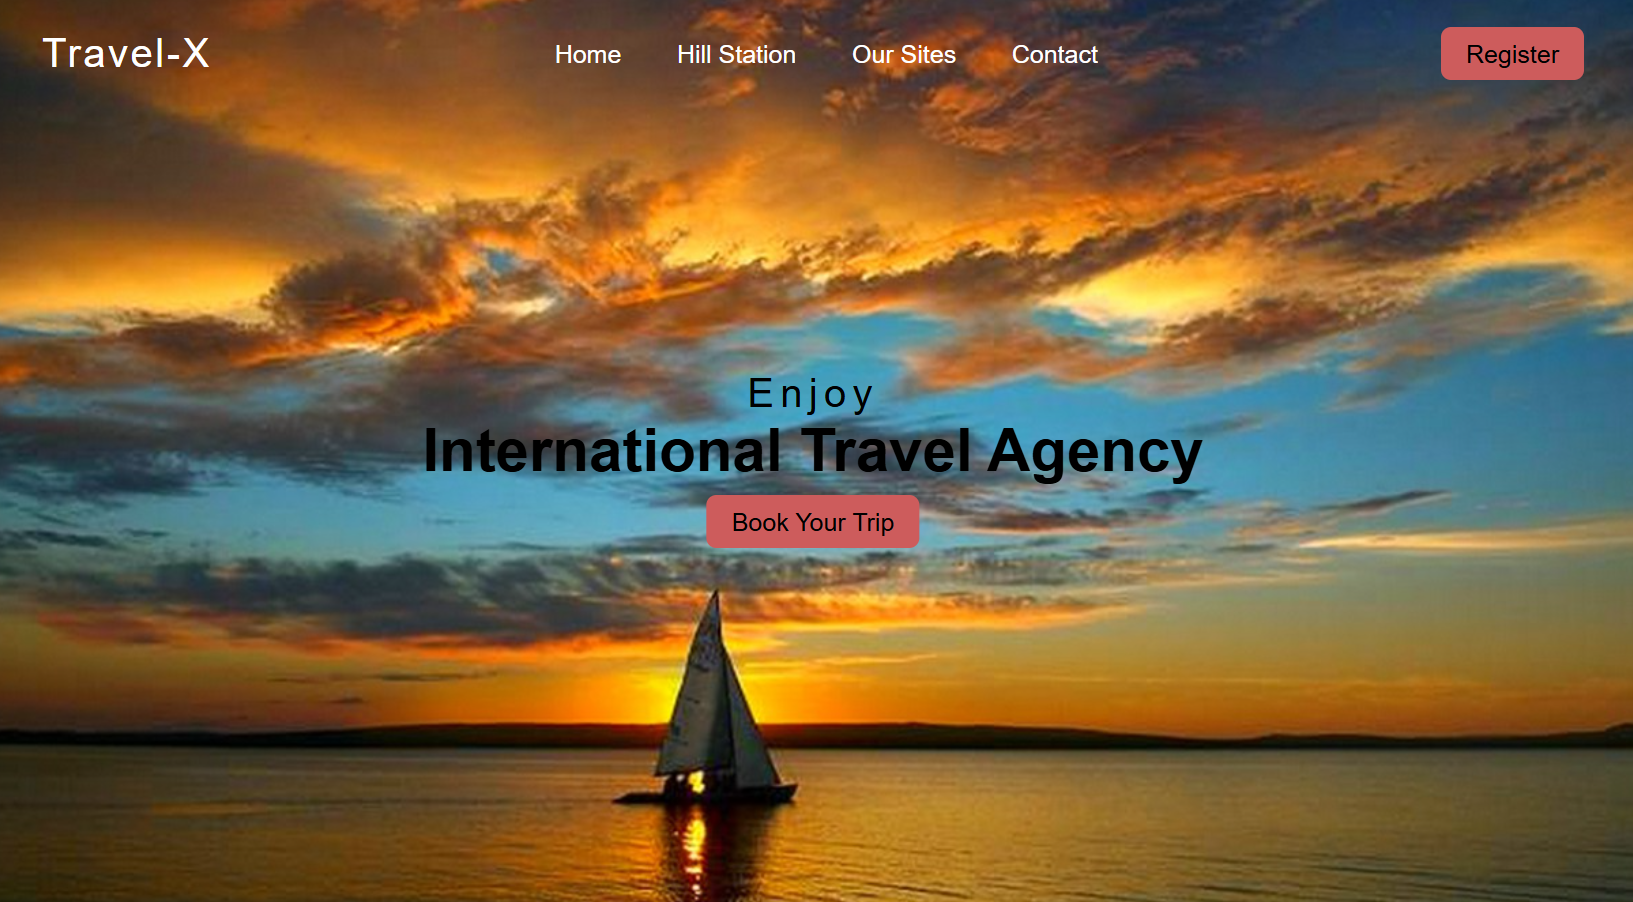 Travel-X
Home
Hill Station
Our Sites
Contact
Register
Enjoy
International Travel Agency
Book Your Trip